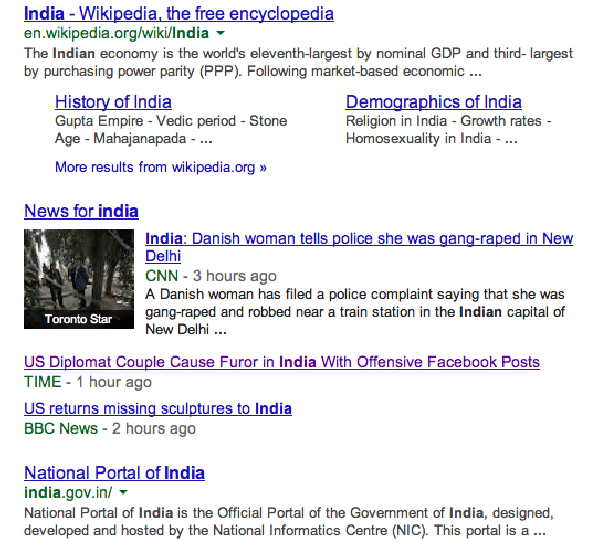 India - Wikipedia, the free encyclopedia
en.wikipedia.org/wiki/India
The Indian economy is the world's eleventh-largest by nominal GDP and third- largest
by purchasing power parity (PPP). Following market-based economic ...
History of India
Gupta Empire - Vedic period - Stone
Age - Mahajanapada - ...
Demographics of India
Religion in India - Growth rates -
Homosexuality in India - ...
More results from wikipedia.org »
News for india
India: Danish woman tells police she was gang-raped in New
Delhi
CNN - 3 hours ago
A Danish woman has filed a police complaint saying that she was
gang-raped and robbed near a train station in the Indian capital of
New Delhi ...
Toronto Star
US Diplomat Couple Cause Furor in India With Offensive Facebook Posts
TIME - 1 hour ago
US returns missing sculptures to India
BBC News - 2 hours ago
National Portal of India
india.gov.in/
National Portal of India is the Official Portal of the Government of India, designed,
developed and hosted by the National Informatics Centre (NIC). This portal is a ...